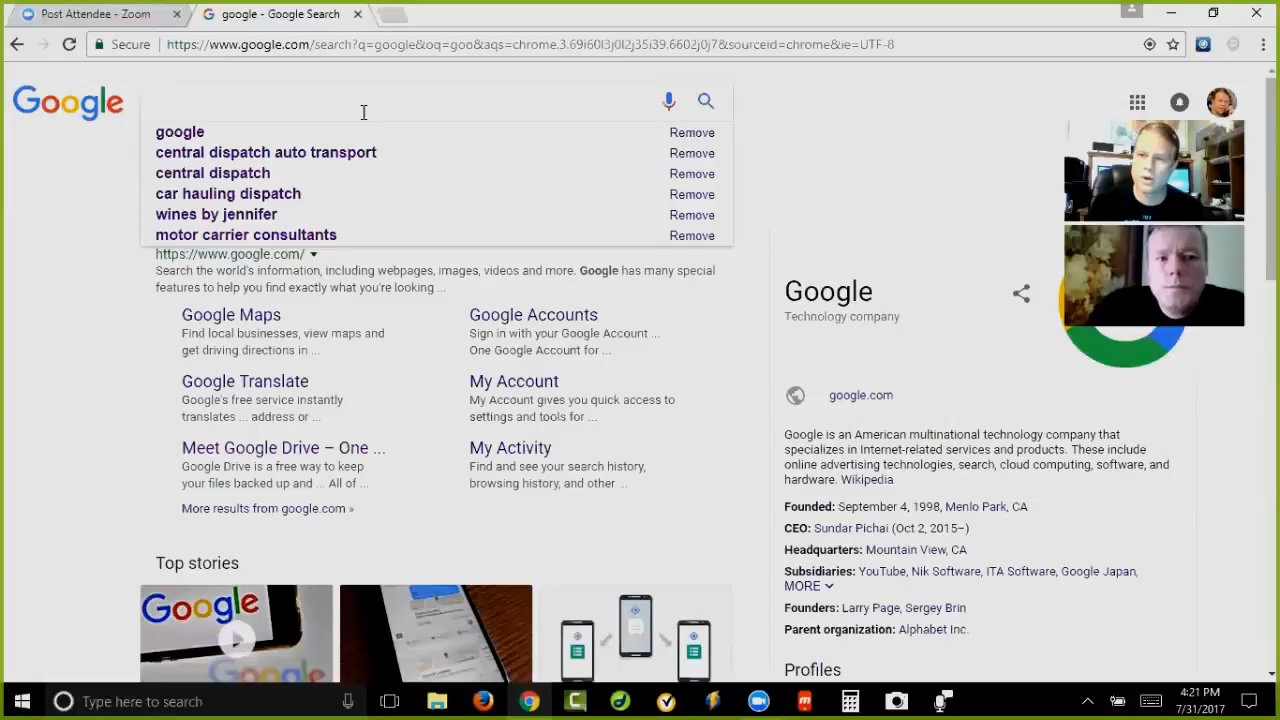 Post Attendee - Zoom
google - Google Search
Secure
https://www.google.com/search?q=google&oq=goo&aqs=chrome.3.69i60l3j0l2j35i39.6602j0j7&sourceid=chrome&ie=UTF-8
Google
google Remove
central dispatch auto transport Remove
central dispatch Remove
car hauling dispatch Remove
wines by jennifer Remove
motor carrier consultants Remove
https://www.google.com/
Search the world's information, including webpages, images, videos and more. Google has many special
features to help you find exactly what you're looking ...
Google Maps
Find local businesses, view maps and
get driving directions in ...
Google Accounts
Sign in with your Google Account ...
One Google Account for ...
Google Translate
Google's free service instantly
translates ... address or ...
My Account
My Account gives you quick access to
settings and tools for ...
Meet Google Drive – One ...
Google Drive is a free way to keep
your files backed up and ... All of ...
My Activity
Find and see your search history,
browsing history, and other ...
More results from google.com »
Top stories
Google
Google
Google
Technology company
google.com
Google is an American multinational technology company that
specializes in Internet-related services and products. These include
online advertising technologies, search, cloud computing, software, and
hardware. Wikipedia
Founded: September 4, 1998, Menlo Park, CA
CEO: Sundar Pichai (Oct 2, 2015–)
Headquarters: Mountain View, CA
Subsidiaries: YouTube, Nik Software, ITA Software, Google Japan,
MORE
Founders: Larry Page, Sergey Brin
Parent organization: Alphabet Inc.
Profiles
Type here to search
4:21 PM
7/31/2017